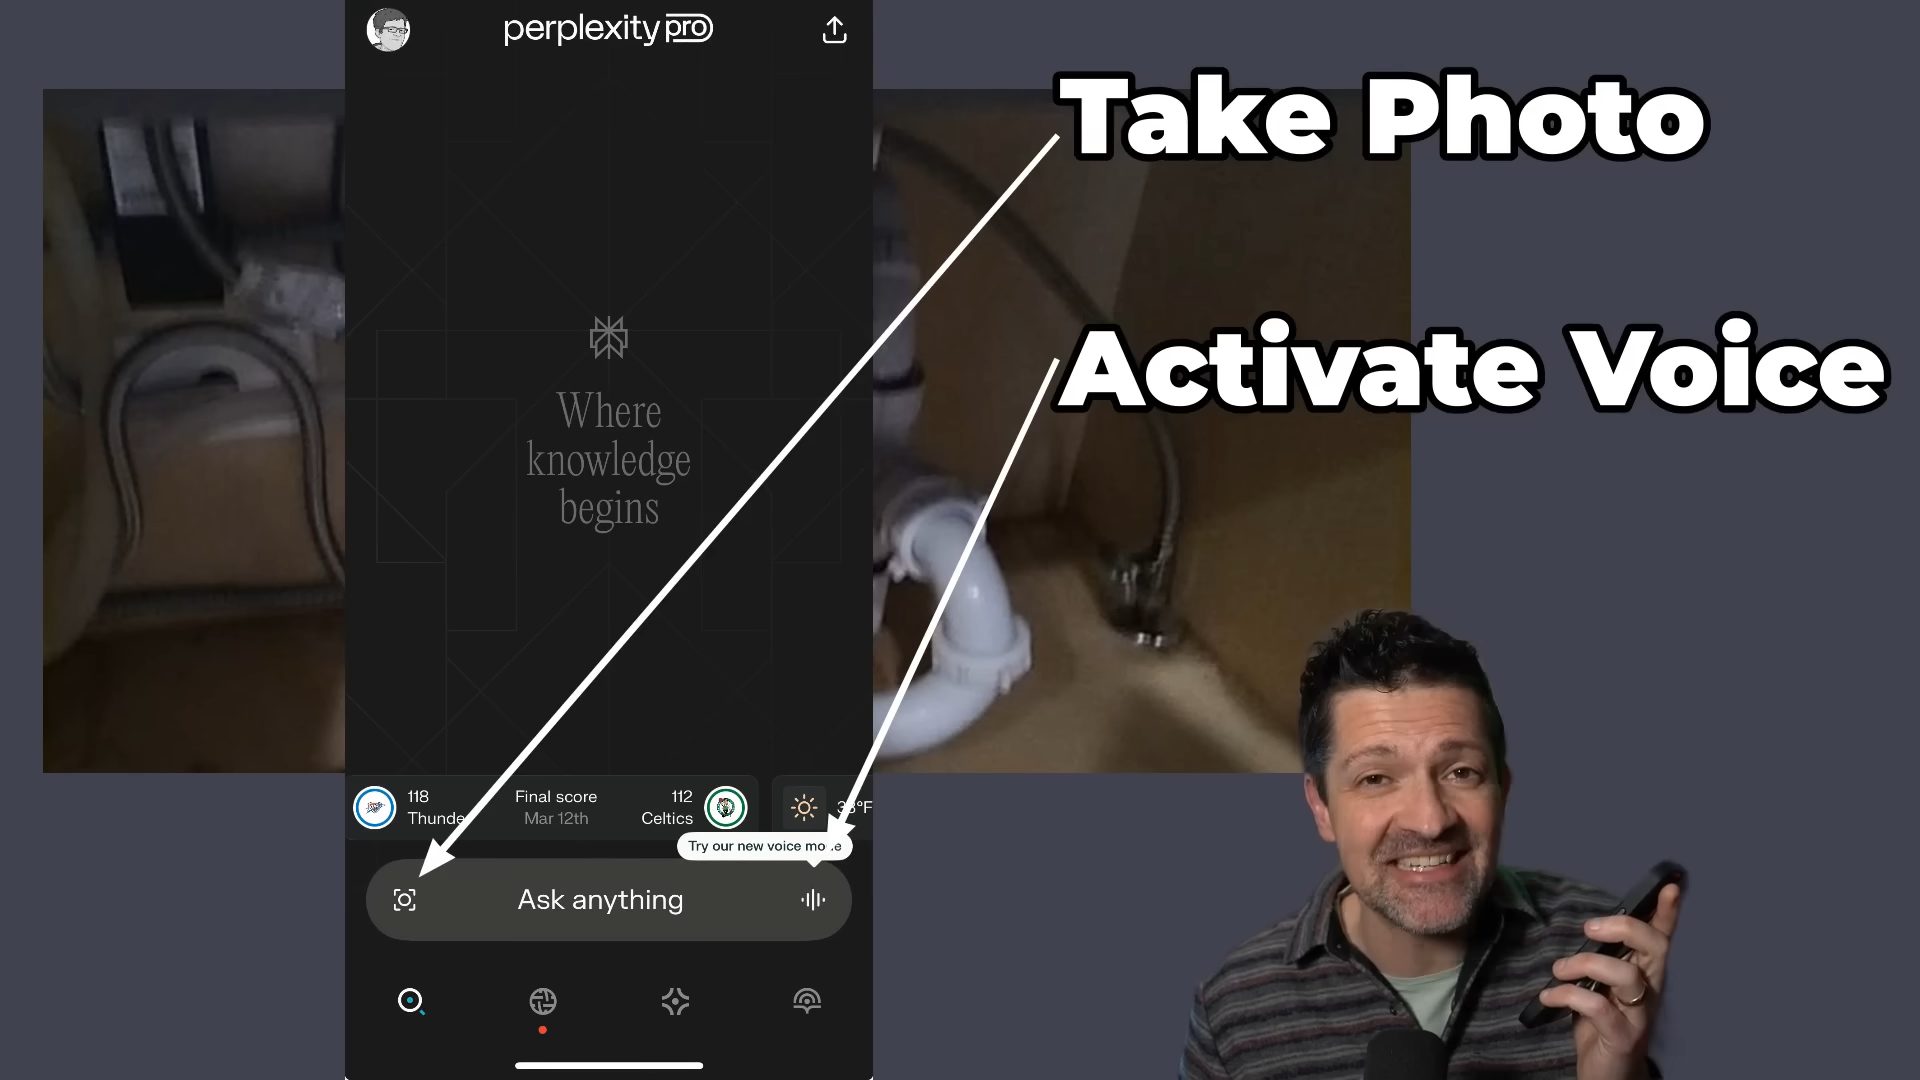 perplexity pro
Take Photo
Activate Voice
Where
knowledge
begins
118 Final score 112
Thunde Mar 12th Celtics
°F
Try our new voice mo
Ask anything